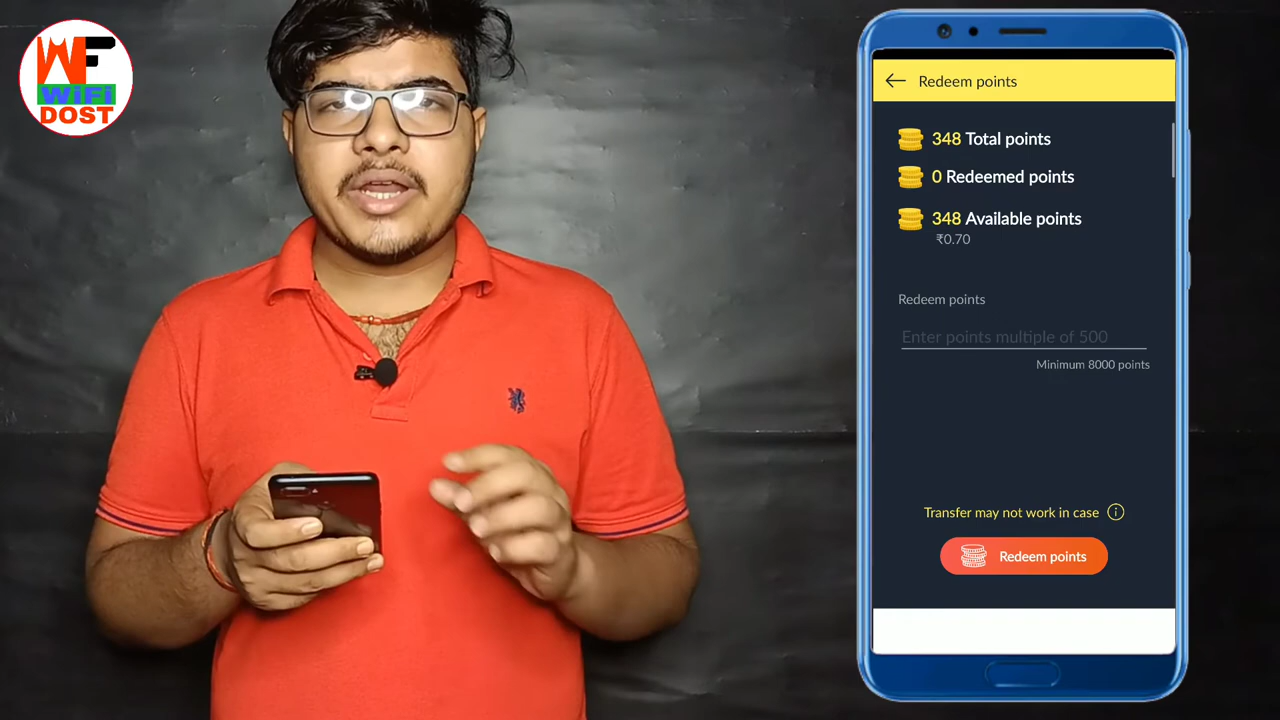 WF
WiFi
DOST
Redeem points
348 Total points
0 Redeemed points
348 Available points
₹0.70
Redeem points
Enter points multiple of 500
Minimum 8000 points
Transfer may not work in case
Redeem points